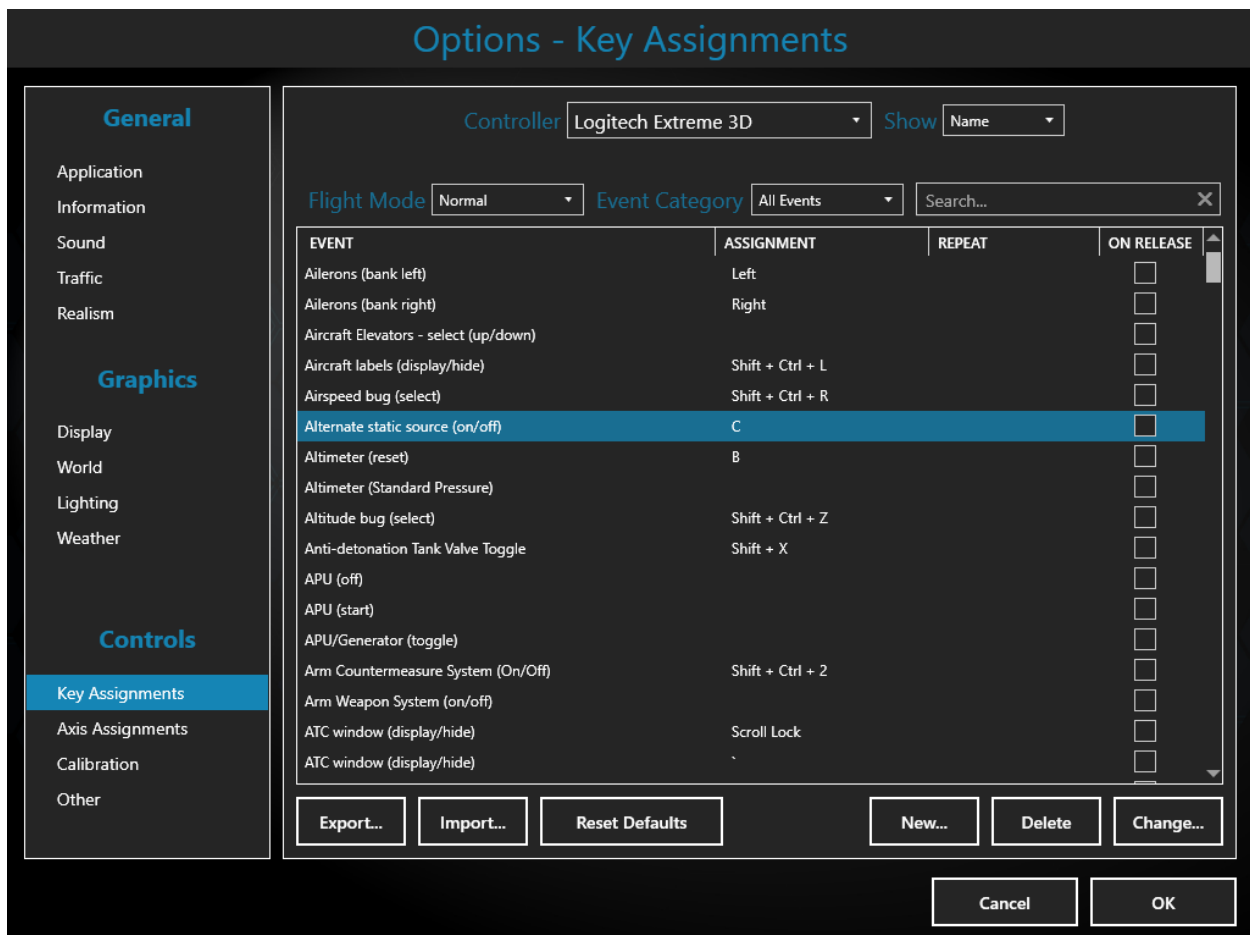 Options - Key Assignments
General
Application
Information
Sound
Traffic
Realism
Graphics
Display
World
Lighting
Weather
Controls
Key Assignments
Axis Assignments
Calibration
Other
Controller Logitech Extreme 3D Show Name
Flight Mode Normal Event Category All Events Search...
EVENT ASSIGNMENT REPEAT ON RELEASE
Ailerons (bank left) Left
Ailerons (bank right) Right
Aircraft Elevators - select (up/down)
Aircraft labels (display/hide) Shift + Ctrl + L
Airspeed bug (select) Shift + Ctrl + R
Alternate static source (on/off) C
Altimeter (reset) B
Altimeter (Standard Pressure)
Altitude bug (select) Shift + Ctrl + Z
Anti-detonation Tank Valve Toggle Shift + X
APU (off)
APU (start)
APU/Generator (toggle)
Arm Countermeasure System (On/Off) Shift + Ctrl + 2
Arm Weapon System (on/off)
ATC window (display/hide) Scroll Lock
ATC window (display/hide) `
Export... Import... Reset Defaults New... Delete Change...
Cancel OK